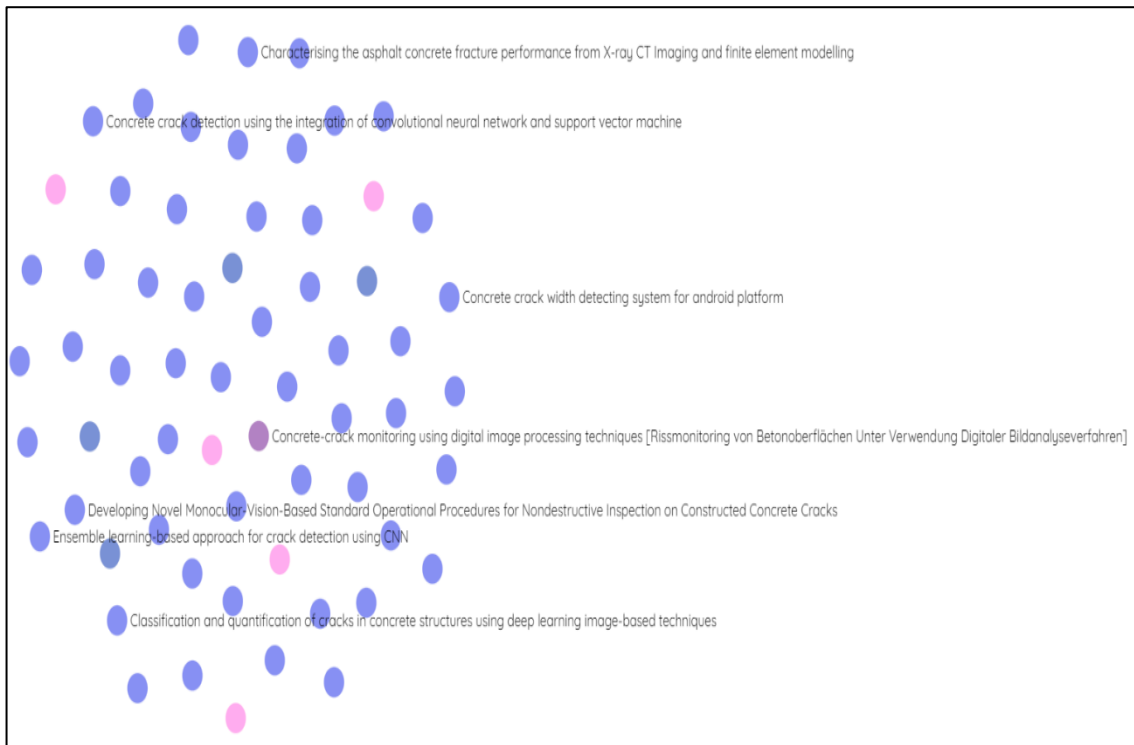 Characterising the asphalt concrete fracture performance from X-ray CT Imaging and finite element modelling
Concrete crack detection using the integration of convolutional neural network and support vector machine
Concrete crack width detecting system for android platform
Concrete-crack monitoring using digital image processing techniques [Rissmonitoring von Betonoberflächen Unter Verwendung Digitaler Bildanalyseverfahren]
Developing Novel Monocular-Vision-Based Standard Operational Procedures for Nondestructive Inspection on Constructed Concrete Cracks
Ensemble learning-based approach for crack detection using CNN
Classification and quantification of cracks in concrete structures using deep learning image-based techniques